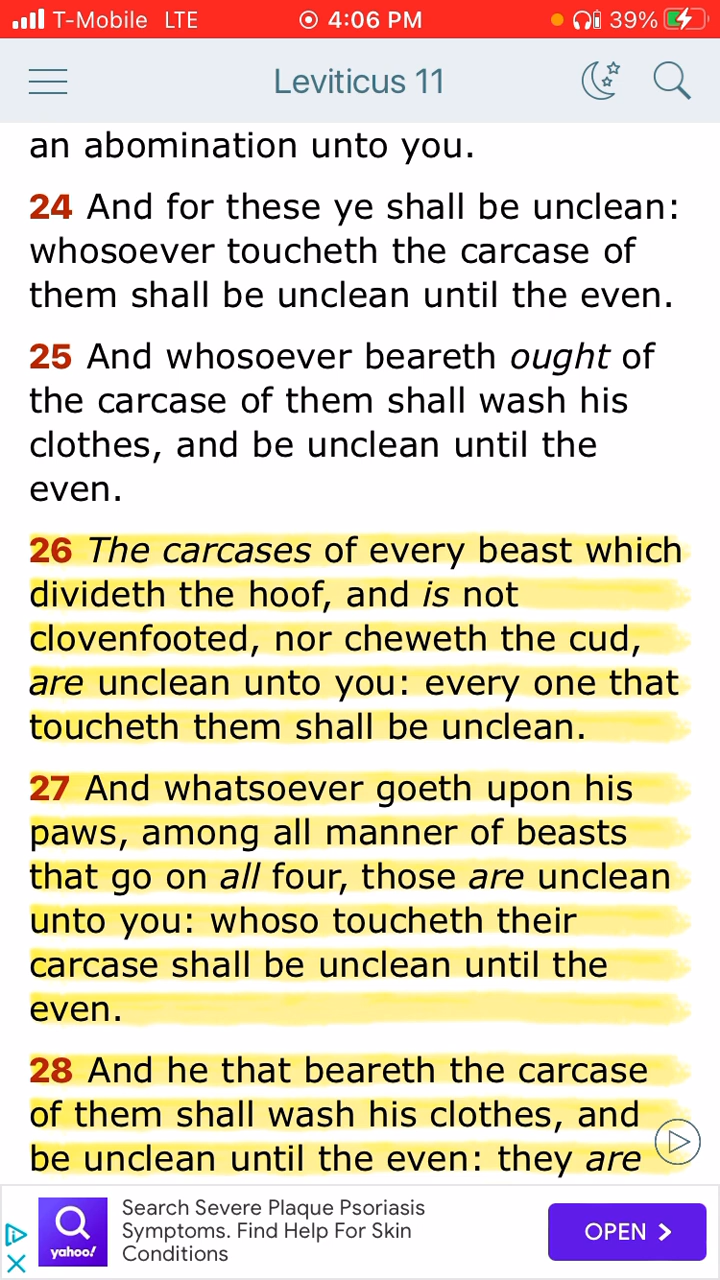 T-Mobile LTE 4:06 PM 39%
Leviticus 11
an abomination unto you.
24 And for these ye shall be unclean:
whosoever toucheth the carcase of
them shall be unclean until the even.
25 And whosoever beareth ought of
the carcase of them shall wash his
clothes, and be unclean until the
even.
26 The carcases of every beast which
divideth the hoof, and is not
clovenfooted, nor cheweth the cud,
are unclean unto you: every one that
toucheth them shall be unclean.
27 And whatsoever goeth upon his
paws, among all manner of beasts
that go on all four, those are unclean
unto you: whoso toucheth their
carcase shall be unclean until the
even.
28 And he that beareth the carcase
of them shall wash his clothes, and
be unclean until the even: they are
yahoo!
Search Severe Plaque Psoriasis
Symptoms. Find Help For Skin
Conditions
OPEN